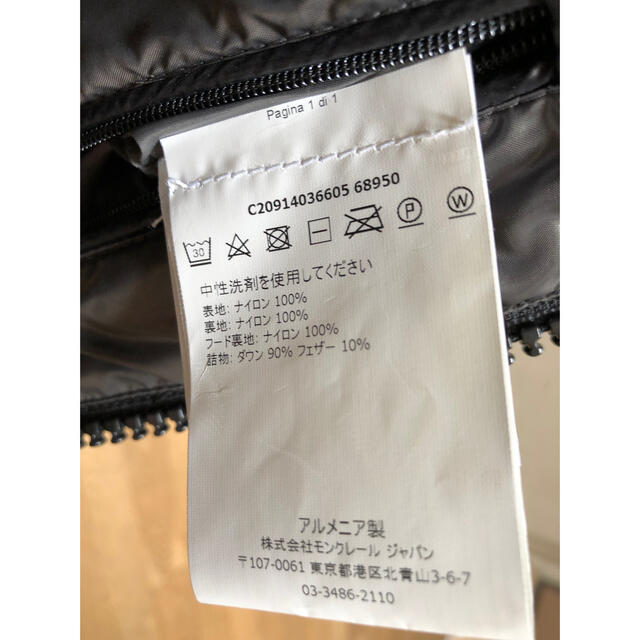 Pagina 1 di 1
C20914036605 68950
30 P W
中性洗剤を使用してください
表地: ナイロン 100%
裏地: ナイロン 100%
フード裏地: ナイロン 100%
詰物: ダウン 90% フェザー 10%
アルメニア製
株式会社モンクレール ジャパン
〒107-0061 東京都港区北青山3-6-7
03-3486-2110